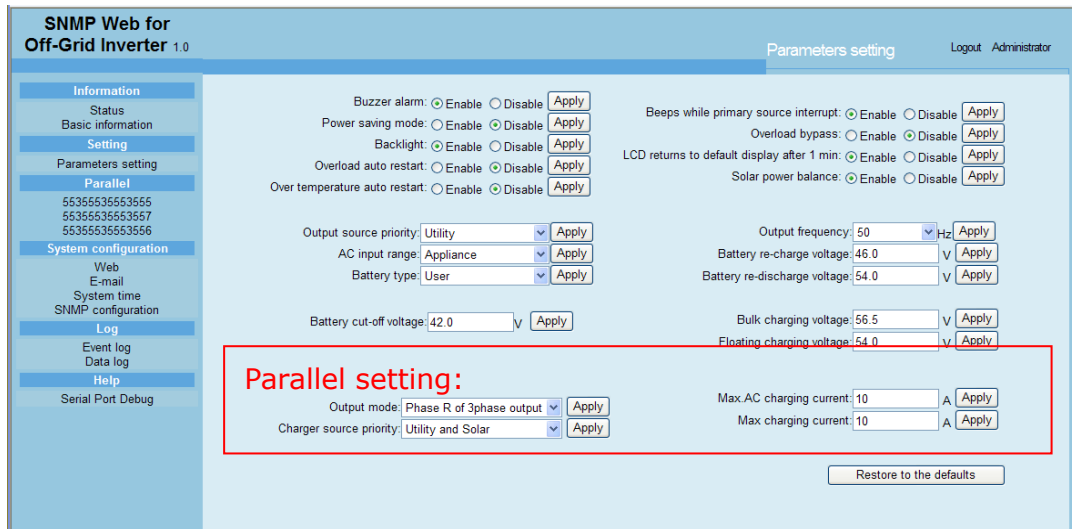 SNMP Web for
Off-Grid Inverter 1.0
Parameters setting
Logout Administrator
Information
Status
Basic information
Setting
Parameters setting
Parallel
55355535553555
55355535553557
55355535553556
System configuration
Web
E-mail
System time
SNMP configuration
Log
Event log
Data log
Help
Serial Port Debug
Buzzer alarm: Enable Disable Apply
Power saving mode: Enable Disable Apply
Backlight: Enable Disable Apply
Overload auto restart: Enable Disable Apply
Over temperature auto restart: Enable Disable Apply
Beeps while primary source interrupt: Enable Disable Apply
Overload bypass: Enable Disable Apply
LCD returns to default display after 1 min: Enable Disable Apply
Solar power balance: Enable Disable Apply
Output source priority: Utility Apply
AC input range: Appliance Apply
Battery type: User Apply
Output frequency: 50 Hz Apply
Battery re-charge voltage: 46.0 V Apply
Battery re-discharge voltage: 54.0 V Apply
Battery cut-off voltage: 42.0 V Apply
Bulk charging voltage: 56.5 V Apply
Floating charging voltage: 54.0 V Apply
Parallel setting:
Output mode: Phase R of 3phase output Apply
Charger source priority: Utility and Solar Apply
Max.AC charging current: 10 A Apply
Max charging current: 10 A Apply
Restore to the defaults